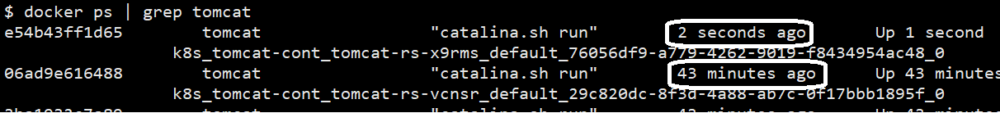 $ docker ps | grep tomcat
e54b43ff1d65 tomcat "catalina.sh run" 2 seconds ago Up 1 second
k8s_tomcat-cont_tomcat-rs-x9rms_default_76056df9-a779-4262-9019-f8434954ac48_0
06ad9e616488 tomcat "catalina.sh run" 43 minutes ago Up 43 minutes
k8s_tomcat-cont_tomcat-rs-vcnsr_default_29c820dc-8f3d-4a88-ab7c-0f17bbb1895f_0